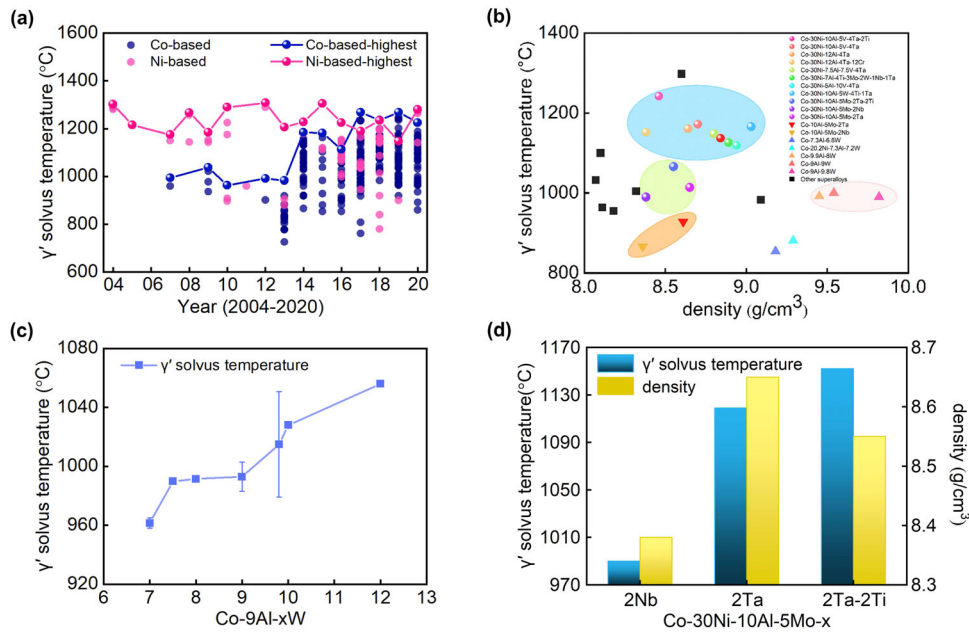 (a)
γ′ solvus temperature (°C)
1600
1400
1200
1000
800
600
Co-based
Co-based-highest
Ni-based
Ni-based-highest
04 06 08 10 12 14 16 18 20
Year (2004-2020)
(b)
γ′ solvus temperature (°C)
1400
1200
1000
800
Co-30Ni-10Al-5V-4Ta-2Ti
Co-30Ni-10Al-5V-4Ta
Co-30Ni-12Al-4Ta
Co-30Ni-12Al-4Ta-12Cr
Co-30Ni-7.5Al-7.5V-4Ta
Co-30Ni-7Al-4Ti-3Mo-2W-1Nb-1Ta
Co-30Ni-5Al-10V-4Ta
Co-30Ni-10Al-5W-4Ti-1Ta
Co-30Ni-10Al-5Mo-2Ta-2Ti
Co-30Ni-10Al-5Mo-2Nb
Co-30Ni-10Al-5Mo-2Ta
Co-10Al-5Mo-2Ta
Co-10Al-5Mo-2Nb
Co-7.3Al-6.8W
Co-20.2Ni-7.3Al-7.2W
Co-9.9Al-8W
Co-9Al-9W
Co-9Al-9.8W
Other superalloys
8.0 8.5 9.0 9.5 10.0
density (g/cm³)
(c)
γ′ solvus temperature (°C)
1080
1040
1000
960
920
γ′ solvus temperature
6 7 8 9 10 11 12 13
Co-9Al-xW
(d)
γ′ solvus temperature(°C)
1170
1130
1090
1050
1010
970
γ′ solvus temperature
density
8.7
8.6
8.5
8.4
8.3
density (g/cm³)
2Nb 2Ta 2Ta-2Ti
Co-30Ni-10Al-5Mo-x